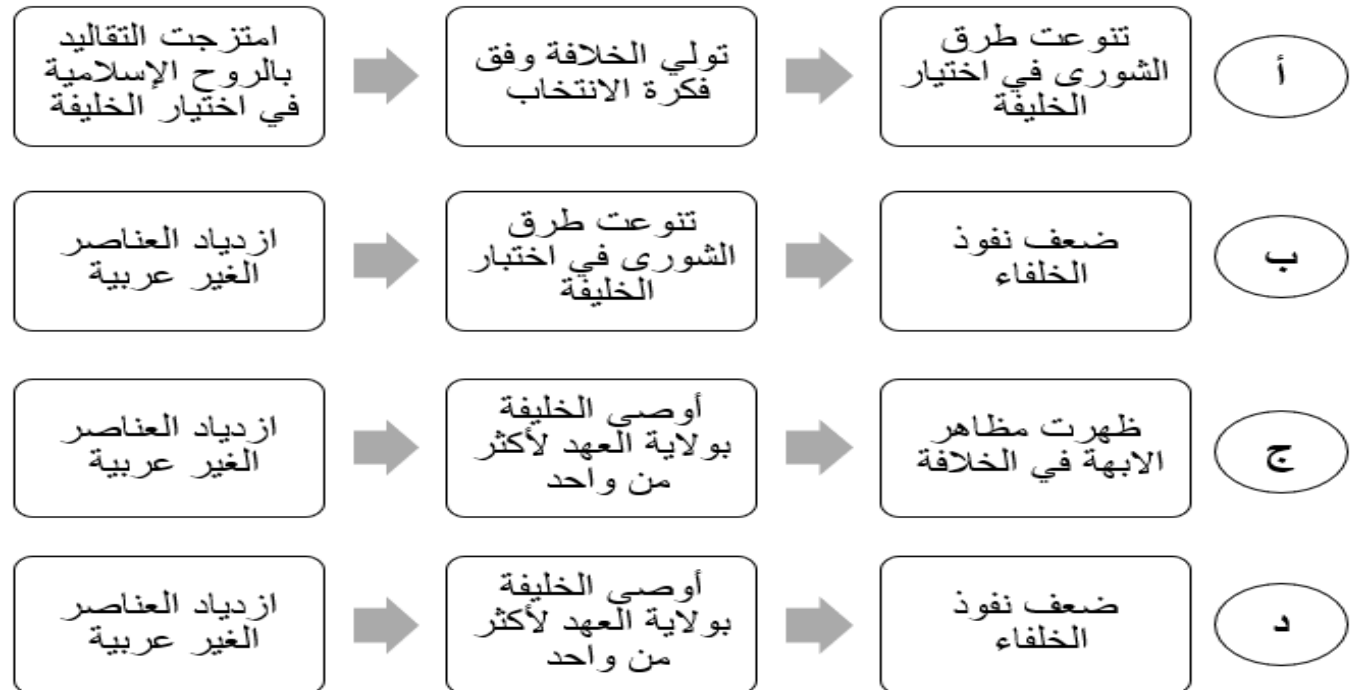 أ
تنوعت طرق
الشورى في اختيار
الخليفة
تولي الخلافة وفق
فكرة الانتخاب
امتزجت التقاليد
بالروح الإسلامية
في اختيار الخليفة
ب
ضعف نفوذ
الخلفاء
تنوعت طرق
الشورى في اختبار
الخليفة
ازدياد العناصر
الغير عربية
ج
ظهرت مظاهر
الابهة في الخلافة
أوصى الخليفة
بولاية العهد لأكثر
من واحد
ازدياد العناصر
الغير عربية
د
ضعف نفوذ
الخلفاء
أوصى الخليفة
بولاية العهد لأكثر
من واحد
ازدياد العناصر
الغير عربية